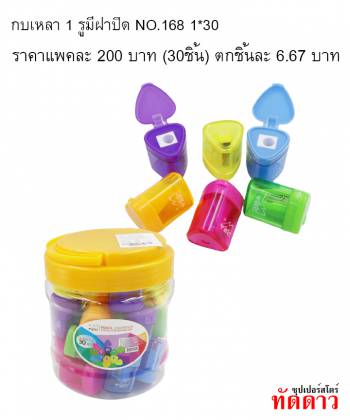 กบเหลา 1 รูมีฝาปิด NO.168 1*30
ราคาแพคละ 200 บาท (30ชิ้น) ตกชิ้นละ 6.67 บาท
ซุปเปอร์สโตร์
ทัดดาว